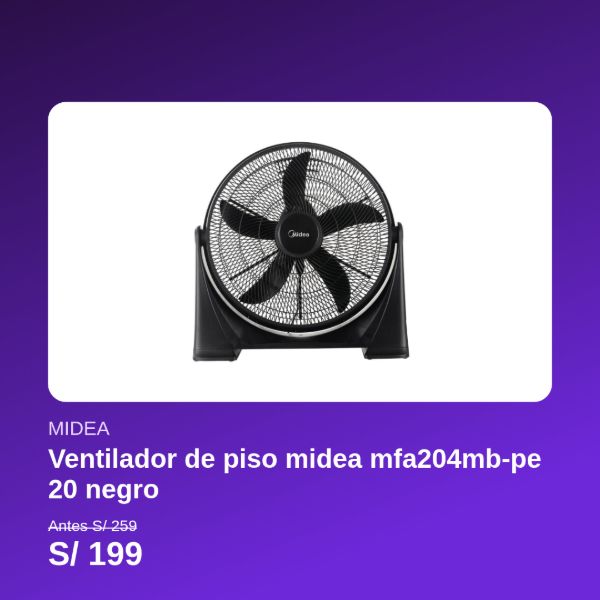 Midea
MIDEA
Ventilador de piso midea mfa204mb-pe
20 negro
Antes S/ 259
S/ 199